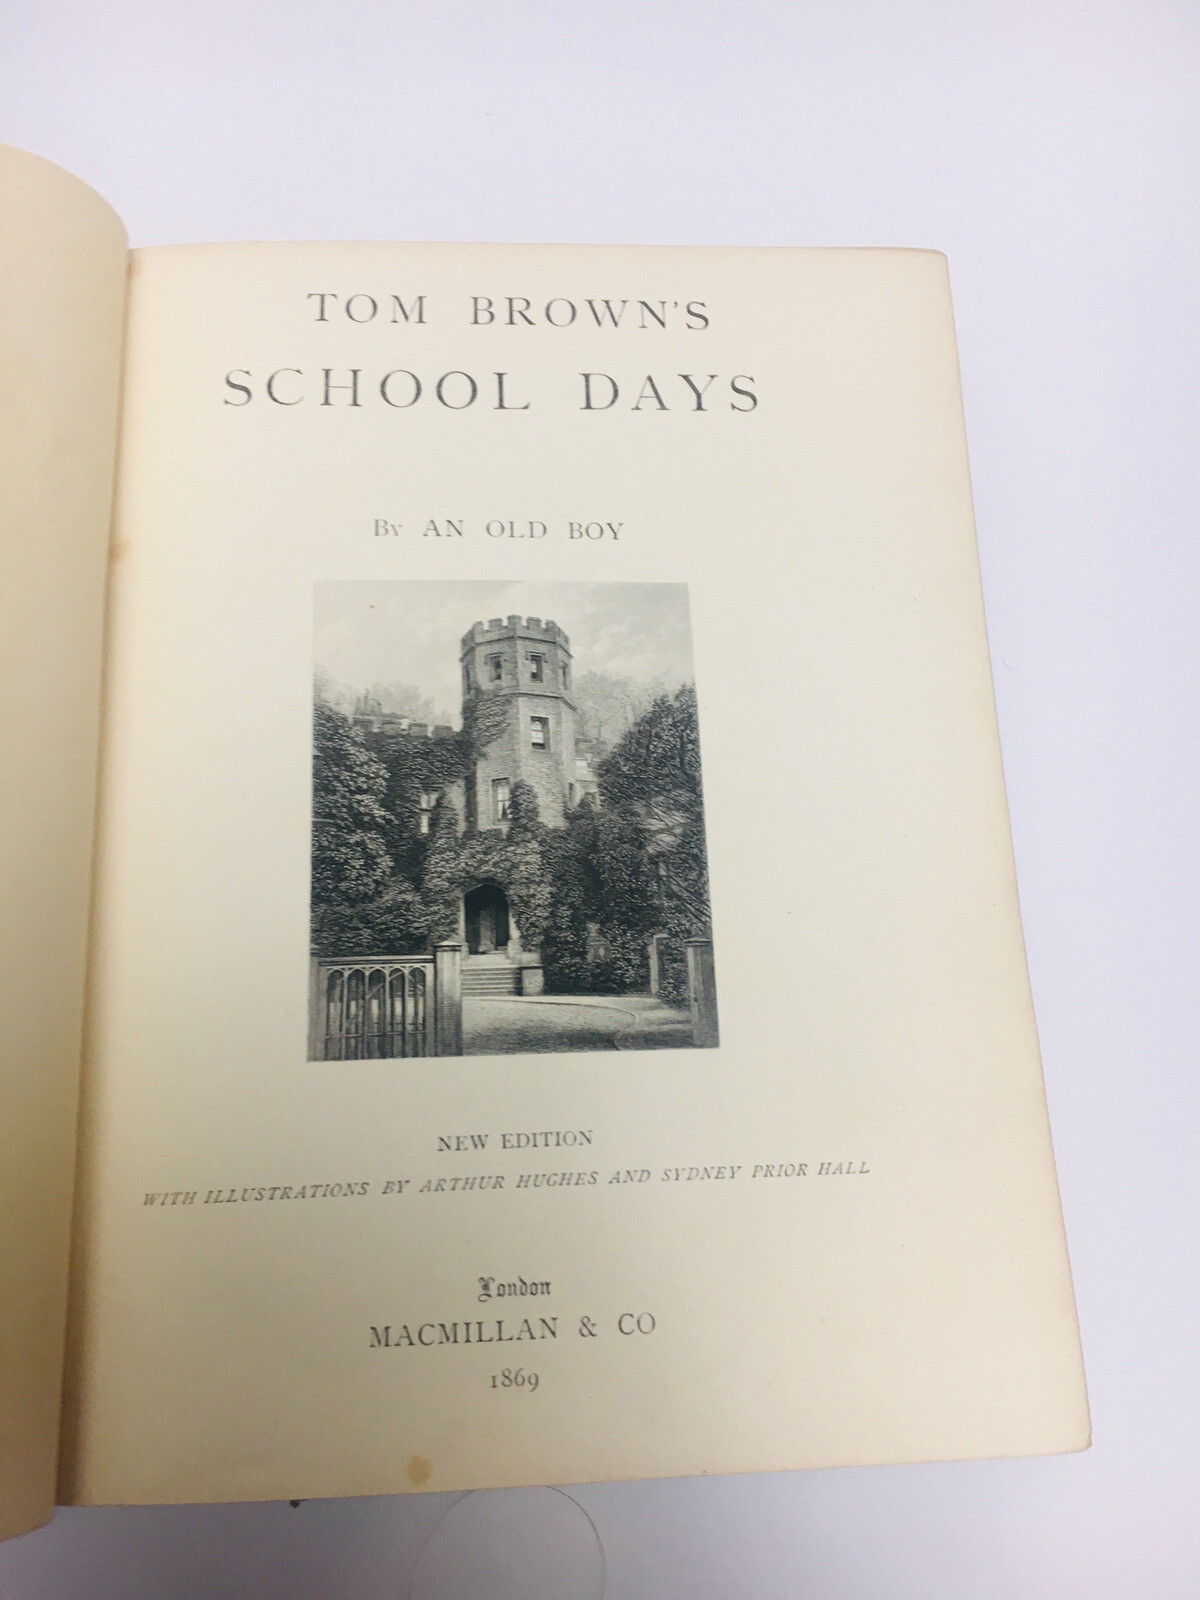 TOM BROWN'S
SCHOOL DAYS
By AN OLD BOY
NEW EDITION
WITH ILLUSTRATIONS BY ARTHUR HUGHES AND SYDNEY PRIOR HALL
London
MACMILLAN & CO
1869